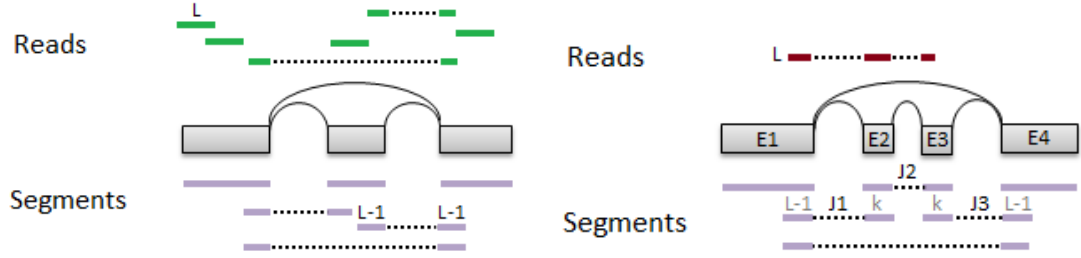 L
Reads
Segments
L-1 L-1
Reads
L
E1 E2 E3 E4
J2
Segments
L-1 J1 k k J3 L-1